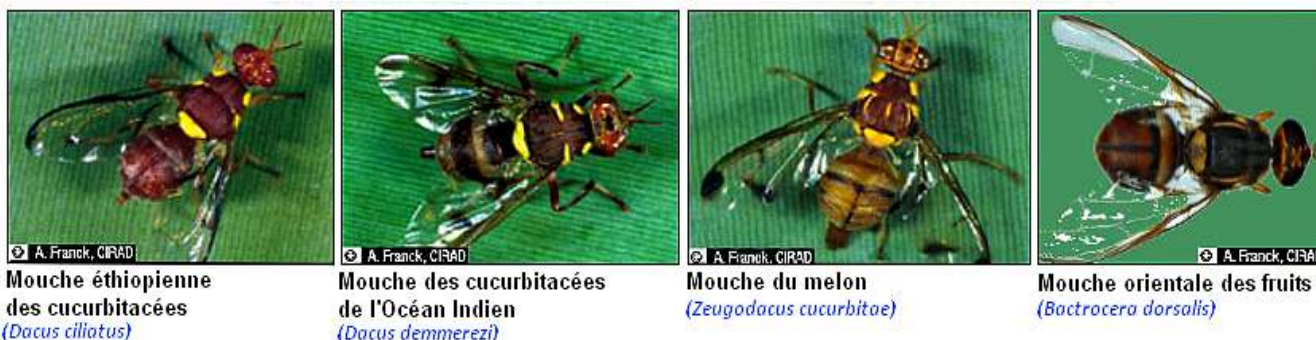 A. Franck, CIRAD
Mouche éthiopienne
des cucurbitacées
(Dacus ciliatus)
A. Franck, CIRAD
Mouche des cucurbitacées
de l'Océan Indien
(Dacus demmerezi)
A. Franck, CIRAD
Mouche du melon
(Zeugodacus cucurbitae)
A. Franck, CIRA
Mouche orientale des fruits
(Bactrocera dorsalis)